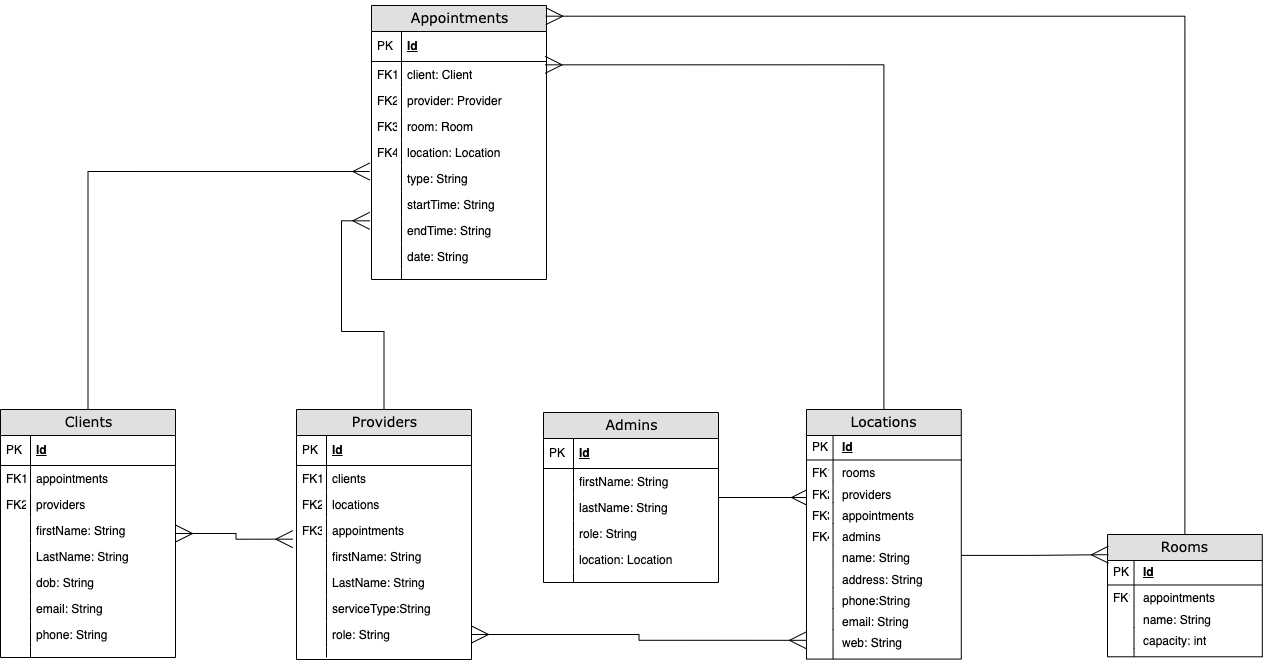 Appointments
PK Id
FK1 client: Client
FK2 provider: Provider
FK3 room: Room
FK4 location: Location
type: String
startTime: String
endTime: String
date: String
Clients
PK Id
FK1 appointments
FK2 providers
firstName: String
LastName: String
dob: String
email: String
phone: String
Providers
PK Id
FK1 clients
FK2 locations
FK3 appointments
firstName: String
LastName: String
serviceType:String
role: String
Admins
PK Id
firstName: String
lastName: String
role: String
location: Location
Locations
PK Id
FK rooms
FK providers
FK appointments
FK admins
name: String
address: String
phone:String
email: String
web: String
Rooms
PK Id
FK appointments
name: String
capacity: int